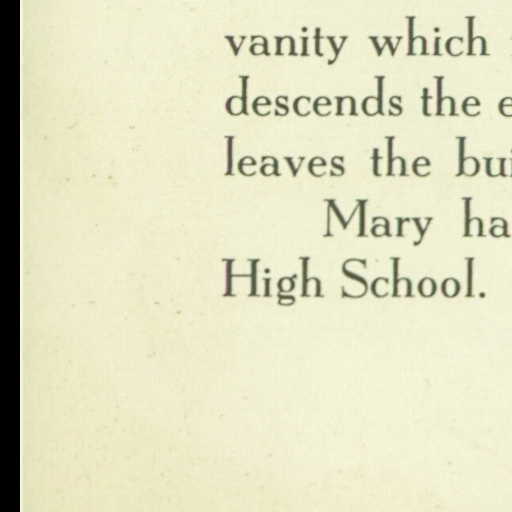 vanity which
descends the
leaves the
Mary
High School.